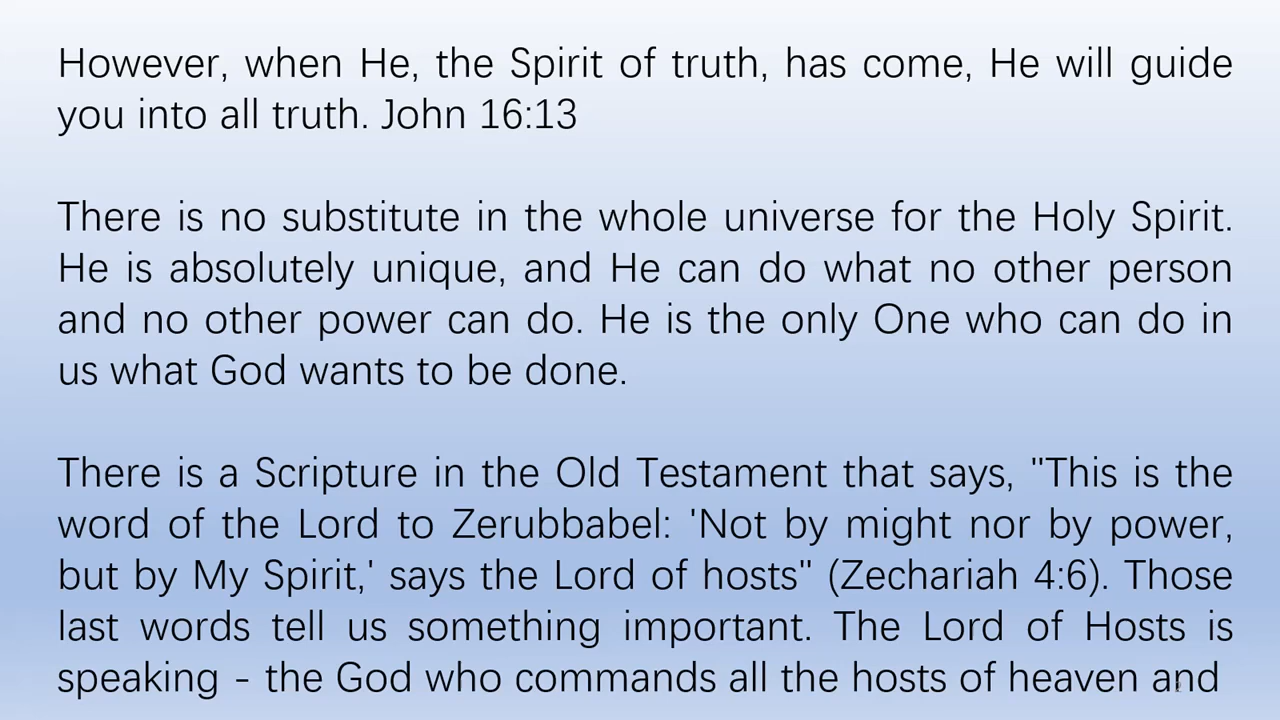 However, when He, the Spirit of truth, has come, He will guide
you into all truth. John 16:13
There is no substitute in the whole universe for the Holy Spirit.
He is absolutely unique, and He can do what no other person
and no other power can do. He is the only One who can do in
us what God wants to be done.
There is a Scripture in the Old Testament that says, "This is the
word of the Lord to Zerubbabel: 'Not by might nor by power,
but by My Spirit,' says the Lord of hosts" (Zechariah 4:6). Those
last words tell us something important. The Lord of Hosts is
speaking - the God who commands all the hosts of heaven and